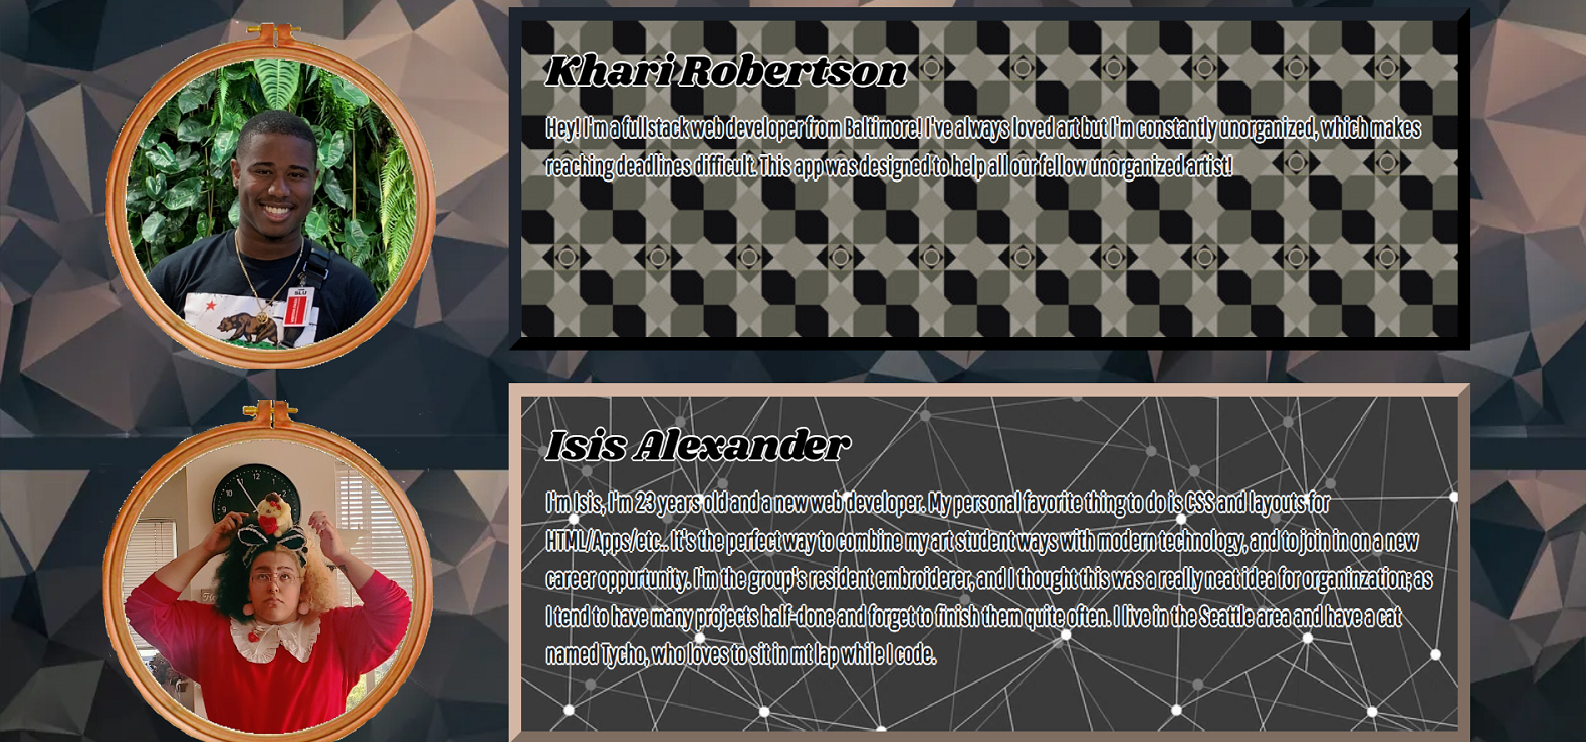 Khari Robertson
Hey! I'm a fullstack web developer from Baltimore! I've always loved art but I'm constantly unorganized, which makes
reaching deadlines difficult. This app was designed to help all our fellow unorganized artist!
Isis Alexander
I'm Isis, I'm 23 years old and a new web developer. My personal favorite thing to do is CSS and layouts for
HTML/Apps/etc.. It's the perfect way to combine my art student ways with modern technology, and to join in on a new
career oppurtunity. I'm the group's resident embroiderer, and I thought this was a really neat idea for organinzation; as
I tend to have many projects half-done and forget to finish them quite often. I live in the Seattle area and have a cat
named Tycho, who loves to sit in mt lap while I code.